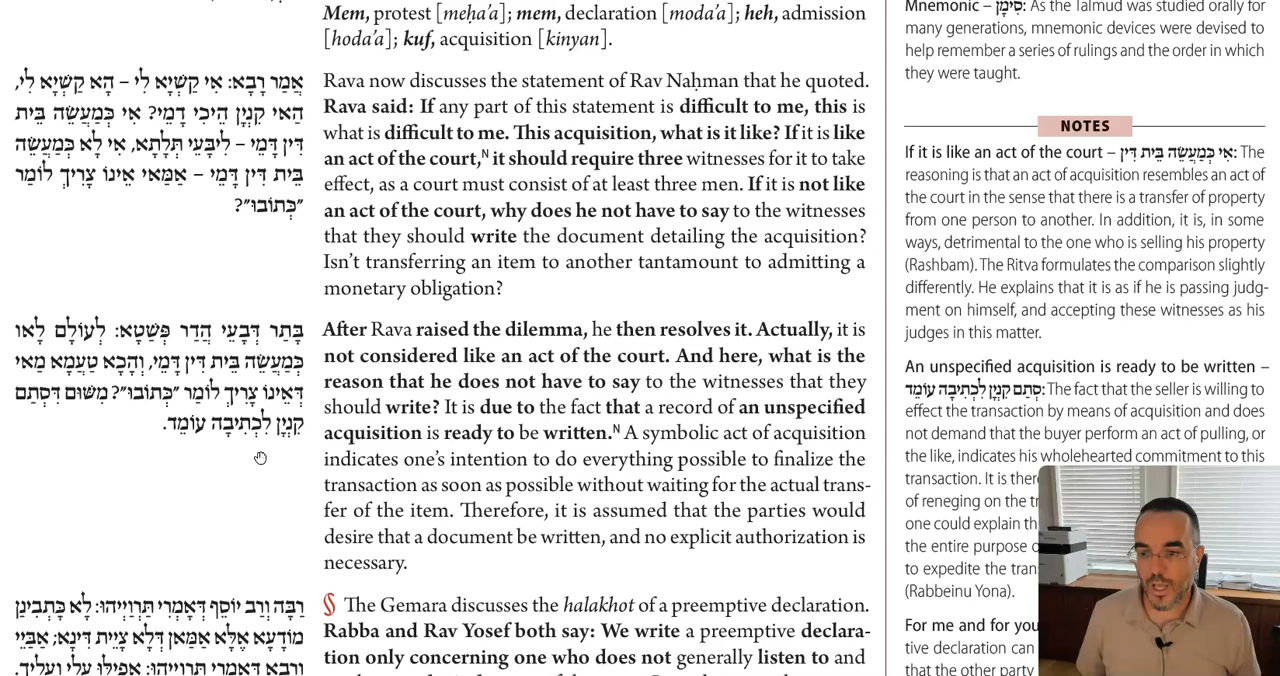 Mem, protest [meḥa'a]; mem, declaration [moda'a]; heh, admission
[hoda'a]; kuf, acquisition [kinyan].
אֲמַר רָבָא: אִי קַשְׁיָא לִי – הָא קַשְׁיָא לִי,
הַאי קִנְיָן הֵיכִי דָּמֵי? אִי כְּמַעֲשֵׂה בֵּית
דִּין דָּמֵי – לִיבָּעֵי תְּלָתָא, אִי לָא כְּמַעֲשֵׂה
בֵּית דִּין דָּמֵי – אַמַּאי אֵינוֹ צָרִיךְ לוֹמַר
״כְּתוֹבוּ״?
Rava now discusses the statement of Rav Naḥman that he quoted.
Rava said: If any part of this statement is difficult to me, this is
what is difficult to me. This acquisition, what is it like? If it is like
an act of the court,N it should require three witnesses for it to take
effect, as a court must consist of at least three men. If it is not like
an act of the court, why does he not have to say to the witnesses
that they should write the document detailing the acquisition?
Isn't transferring an item to another tantamount to admitting a
monetary obligation?
בָּתַר דְּבָעֵי הֲדַר פְּשָׁטָא: לְעוֹלָם לָאו
כְּמַעֲשֵׂה בֵּית דִּין דָּמֵי, וְהָכָא טַעְמָא מַאי
דְּאֵינוֹ צָרִיךְ לוֹמַר ״כְּתוֹבוּ״? מִשּׁוּם דִּסְתַם
קִנְיָן לִכְתִיבָה עוֹמֵד.
After Rava raised the dilemma, he then resolves it. Actually, it is
not considered like an act of the court. And here, what is the
reason that he does not have to say to the witnesses that they
should write? It is due to the fact that a record of an unspecified
acquisition is ready to be written.N A symbolic act of acquisition
indicates one's intention to do everything possible to finalize the
transaction as soon as possible without waiting for the actual trans-
fer of the item. Therefore, it is assumed that the parties would
desire that a document be written, and no explicit authorization is
necessary.
רַבָּה וְרַב יוֹסֵף דְּאָמְרִי תַּרְוַיְיהוּ: לָא כָּתְבִינַן
מוֹדָעָא אֶלָּא אַמַּאן דְּלָא צָיֵית דִּינָא; אַבַּיֵי
וְרָבָא דְּאָמְרִי תַּרְוַיְיהוּ: אֲפִילּוּ עֲלַי וַעֲלֶיךָ.
§ The Gemara discusses the halakhot of a preemptive declaration.
Rabba and Rav Yosef both say: We write a preemptive declara-
tion only concerning one who does not generally listen to and
Mnemonic – סִימָן: As the Talmud was studied orally for
many generations, mnemonic devices were devised to
help remember a series of rulings and the order in which
they were taught.
NOTES
If it is like an act of the court – אִי כְּמַעֲשֵׂה בֵּית דִּין: The
reasoning is that an act of acquisition resembles an act of
the court in the sense that there is a transfer of property
from one person to another. In addition, it is, in some
ways, detrimental to the one who is selling his property
(Rashbam). The Ritva formulates the comparison slightly
differently. He explains that it is as if he is passing judg-
ment on himself, and accepting these witnesses as his
judges in this matter.
An unspecified acquisition is ready to be written –
סְתַם קִנְיָן לִכְתִיבָה עוֹמֵד: The fact that the seller is willing to
effect the transaction by means of acquisition and does
not demand that the buyer perform an act of pulling, or
the like, indicates his wholehearted commitment to this
transaction. It is
of reneging on the
one could explain
the entire purpose
to expedite the
(Rabbeinu Yona).
For me and for you
tive declaration can
that the other party